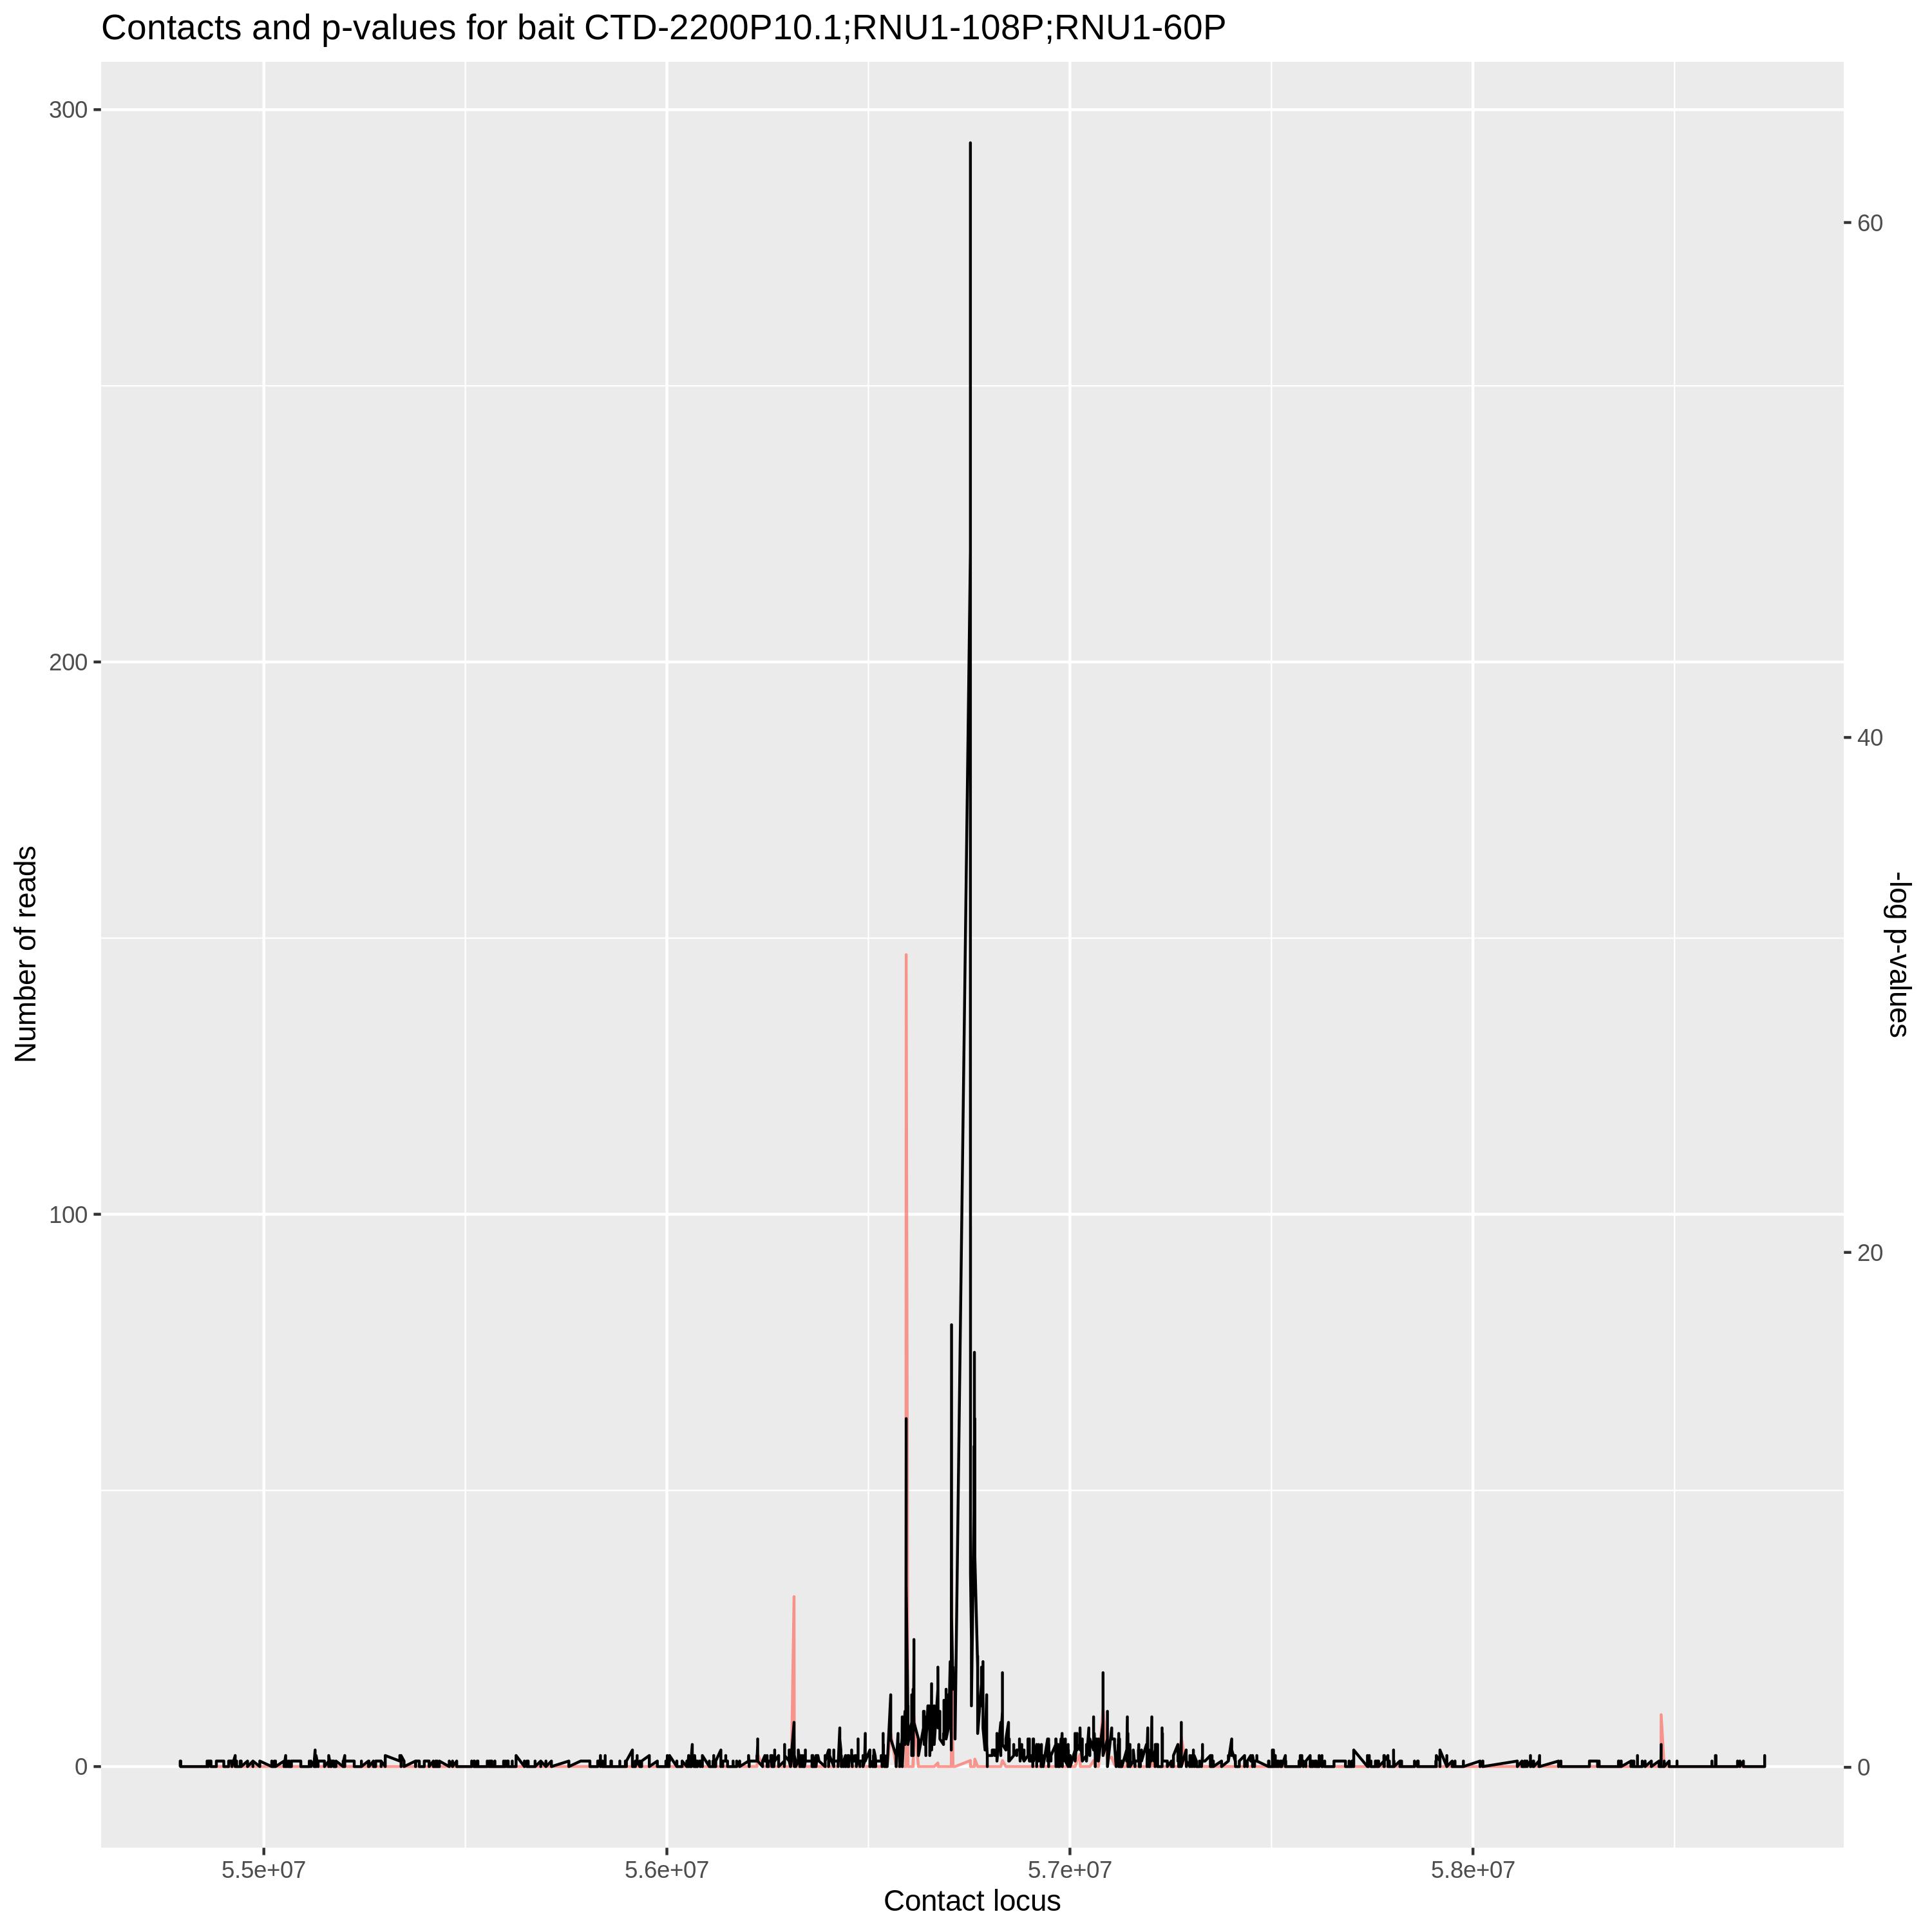 Contacts and p-values for bait CTD-2200P10.1;RNU1-108P;RNU1-60P
300
200
100
0
Number of reads
60
40
20
0
-log p-values
5.5e+07
5.6e+07
5.7e+07
5.8e+07
Contact locus